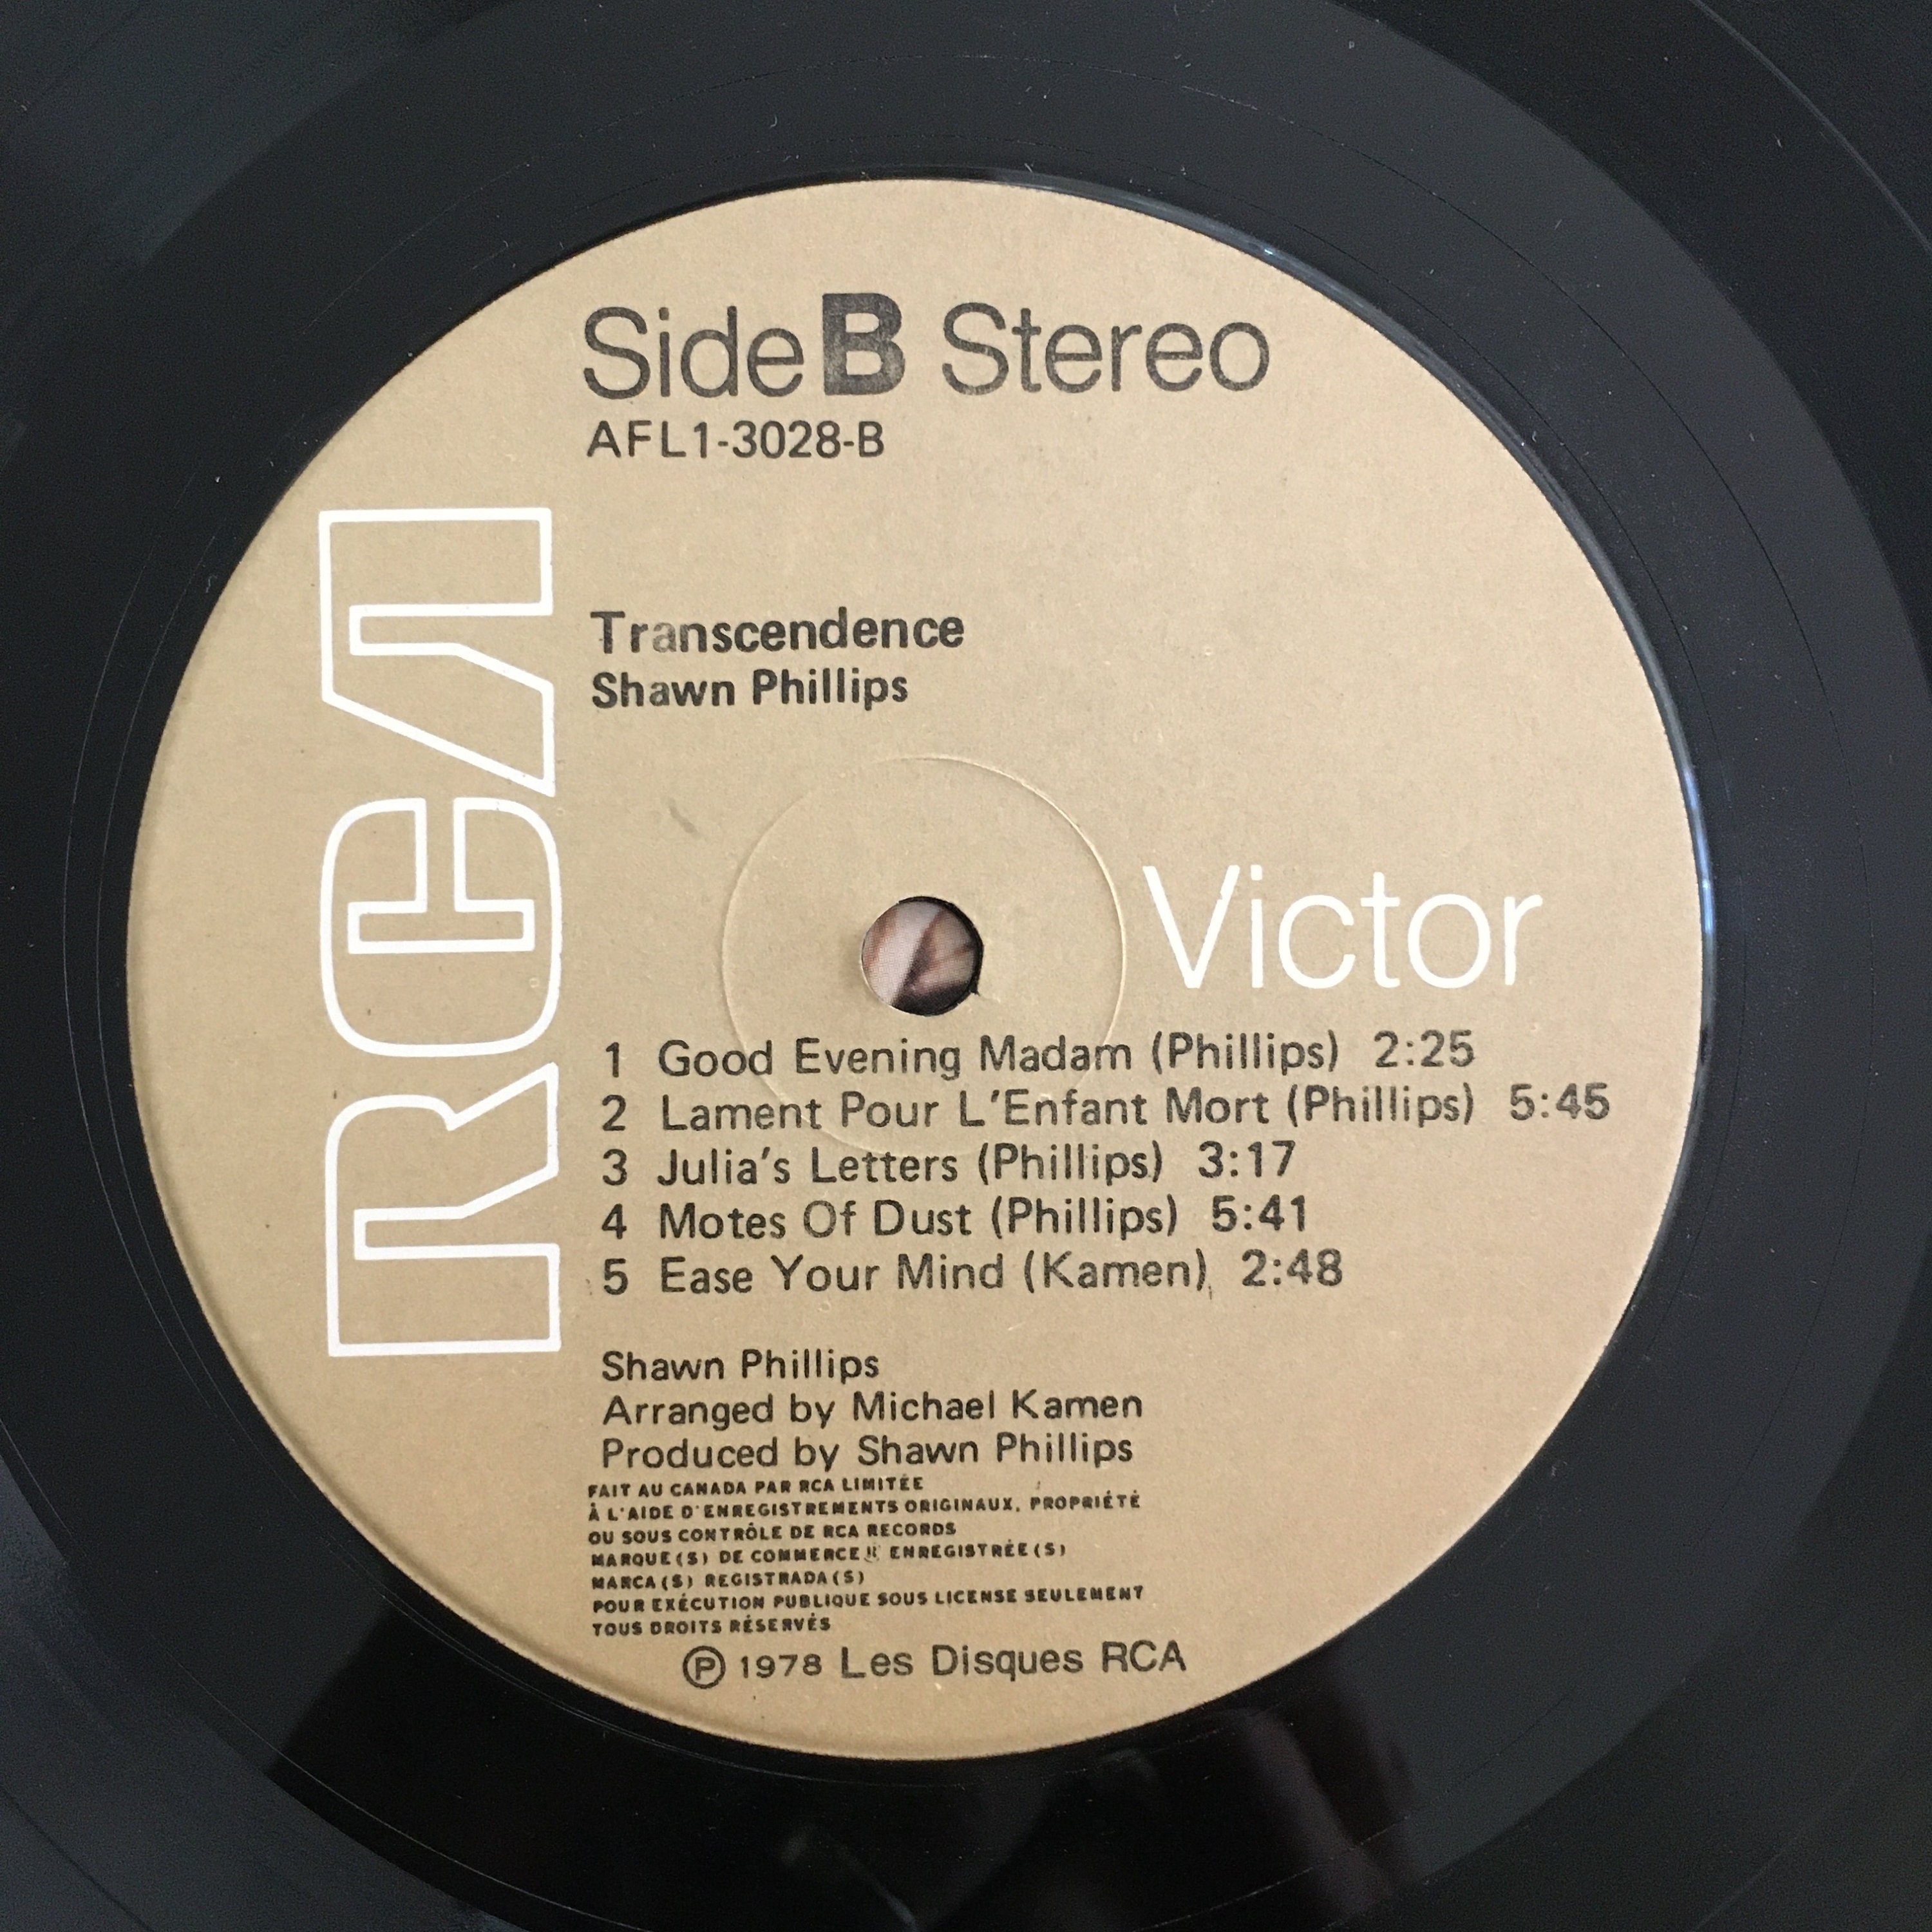 Side B Stereo
AFL1-3028-B
RCA
Transcendence
Shawn Phillips
Victor
1 Good Evening Madam (Phillips) 2:25
2 Lament Pour L'Enfant Mort (Phillips) 5:45
3 Julia's Letters (Phillips) 3:17
4 Motes Of Dust (Phillips) 5:41
5 Ease Your Mind (Kamen) 2:48
Shawn Phillips
Arranged by Michael Kamen
Produced by Shawn Phillips
FAIT AU CANADA PAR RCA LIMITÉE
À L'AIDE D'ENREGISTREMENTS ORIGINAUX, PROPRIÉTÉ
OU SOUS CONTRÔLE DE RCA RECORDS
MARQUE(S) DE COMMERCE ® ENREGISTRÉE(S)
MARCA(S) REGISTRADA(S)
POUR EXÉCUTION PUBLIQUE SOUS LICENSE SEULEMENT
TOUS DROITS RÉSERVÉS
℗ 1978 Les Disques RCA